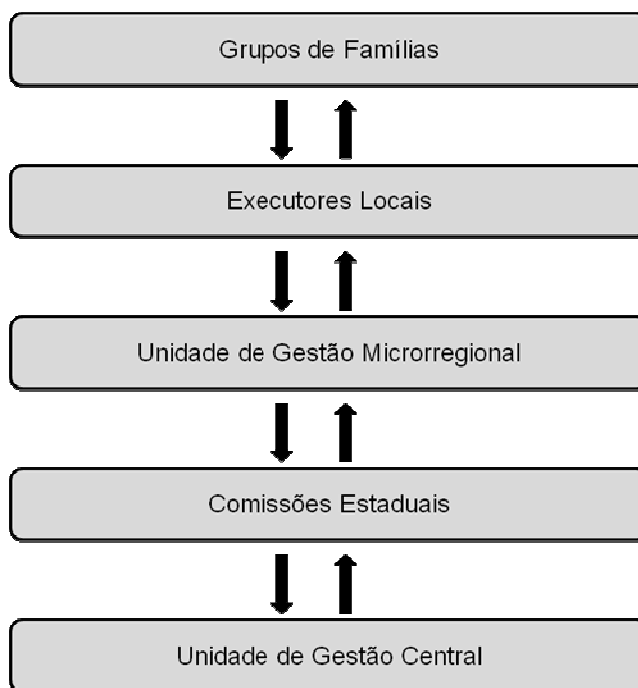 Grupos de Famílias
Executores Locais
Unidade de Gestão Microrregional
Comissões Estaduais
Unidade de Gestão Central